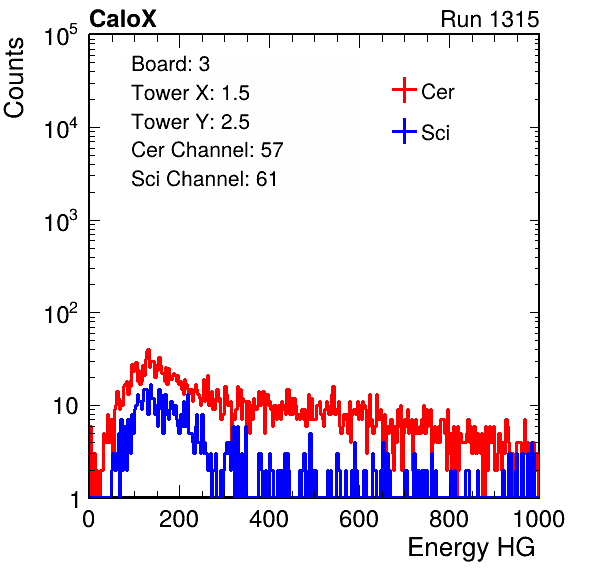 CaloX Run 1315
Counts
10^5
10^4
10^3
10^2
10
1
Board: 3
Tower X: 1.5
Tower Y: 2.5
Cer Channel: 57
Sci Channel: 61
Cer
Sci
0 200 400 600 800 1000
Energy HG